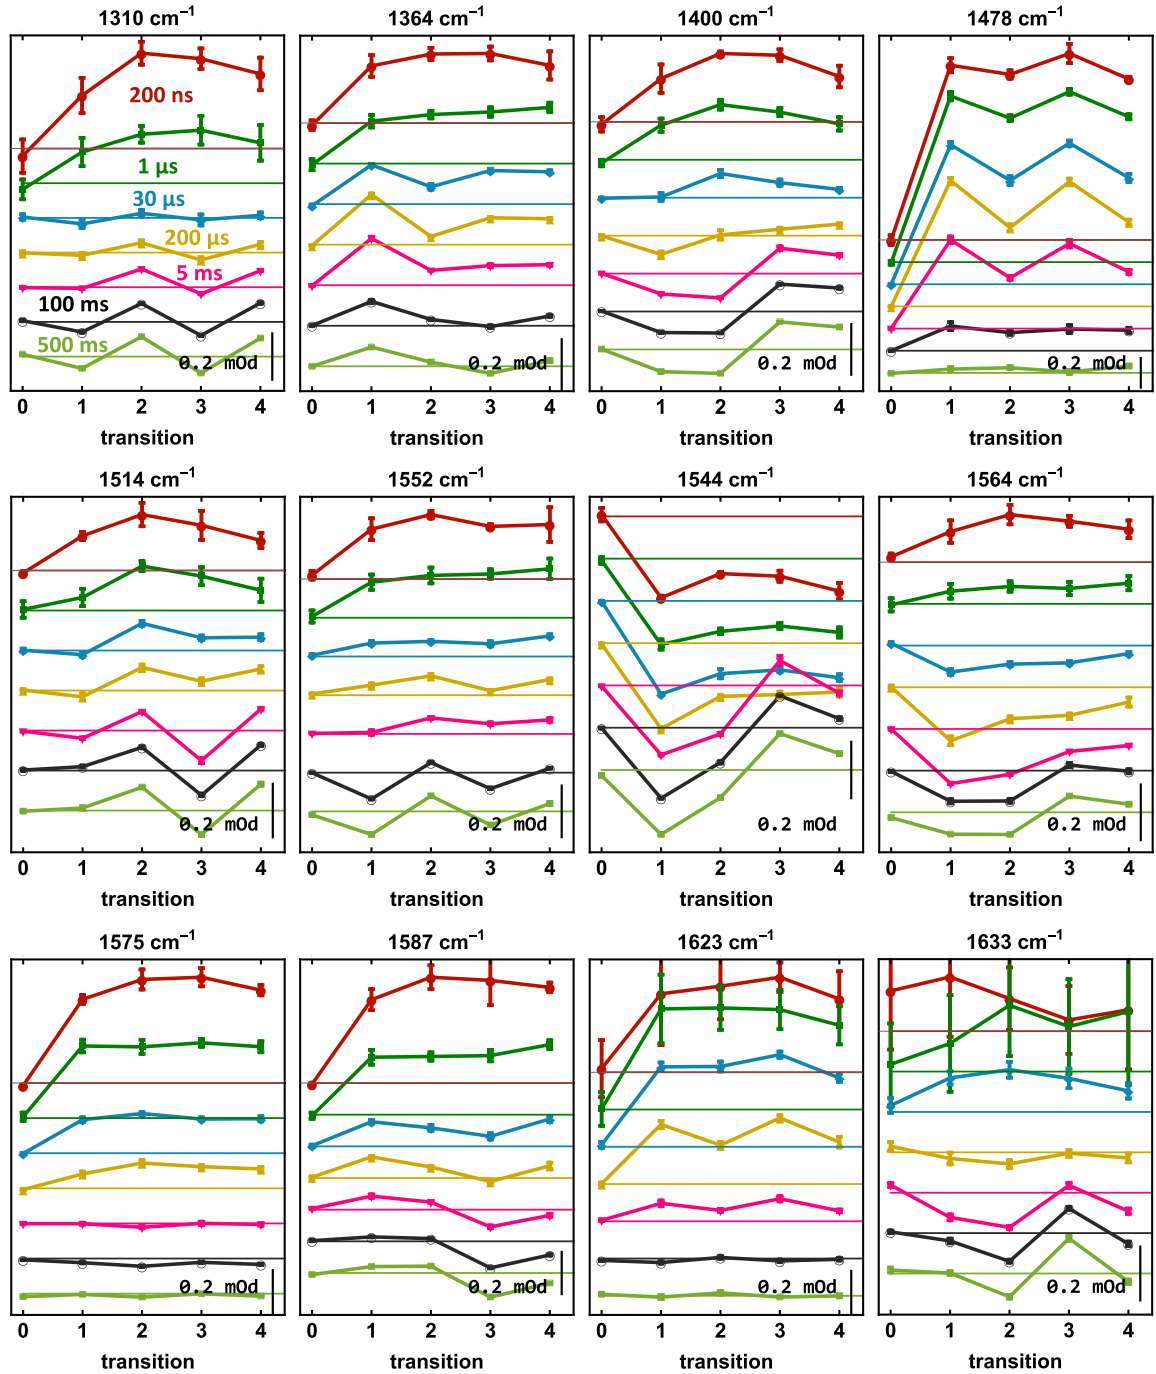 1310 cm⁻¹ 1364 cm⁻¹ 1400 cm⁻¹ 1478 cm⁻¹
200 ns
1 µs
30 µs
200 µs
5 ms
100 ms
500 ms
0.2 mOd 0.2 mOd 0.2 mOd 0.2 mOd
0 1 2 3 4 0 1 2 3 4 0 1 2 3 4 0 1 2 3 4
transition transition transition transition
1514 cm⁻¹ 1552 cm⁻¹ 1544 cm⁻¹ 1564 cm⁻¹
0.2 mOd 0.2 mOd 0.2 mOd 0.2 mOd
0 1 2 3 4 0 1 2 3 4 0 1 2 3 4 0 1 2 3 4
transition transition transition transition
1575 cm⁻¹ 1587 cm⁻¹ 1623 cm⁻¹ 1633 cm⁻¹
0.2 mOd 0.2 mOd 0.2 mOd 0.2 mOd
0 1 2 3 4 0 1 2 3 4 0 1 2 3 4 0 1 2 3 4
transition transition transition transition